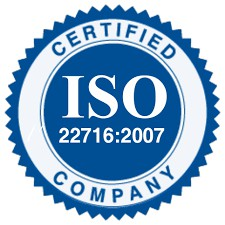 CERTIFIED
ISO
22716:2007
COMPANY